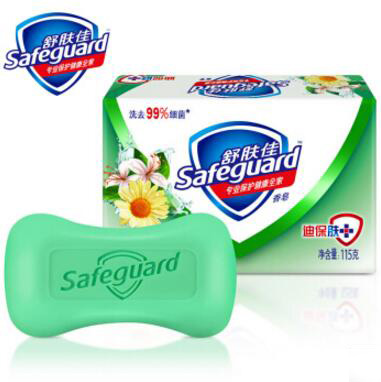 舒肤佳
Safeguard
专业保护健康全家
洗去99%细菌*
舒肤佳
Safeguard
专业保护健康全家
香皂
迪保肤
净含量:115克
Safeguard